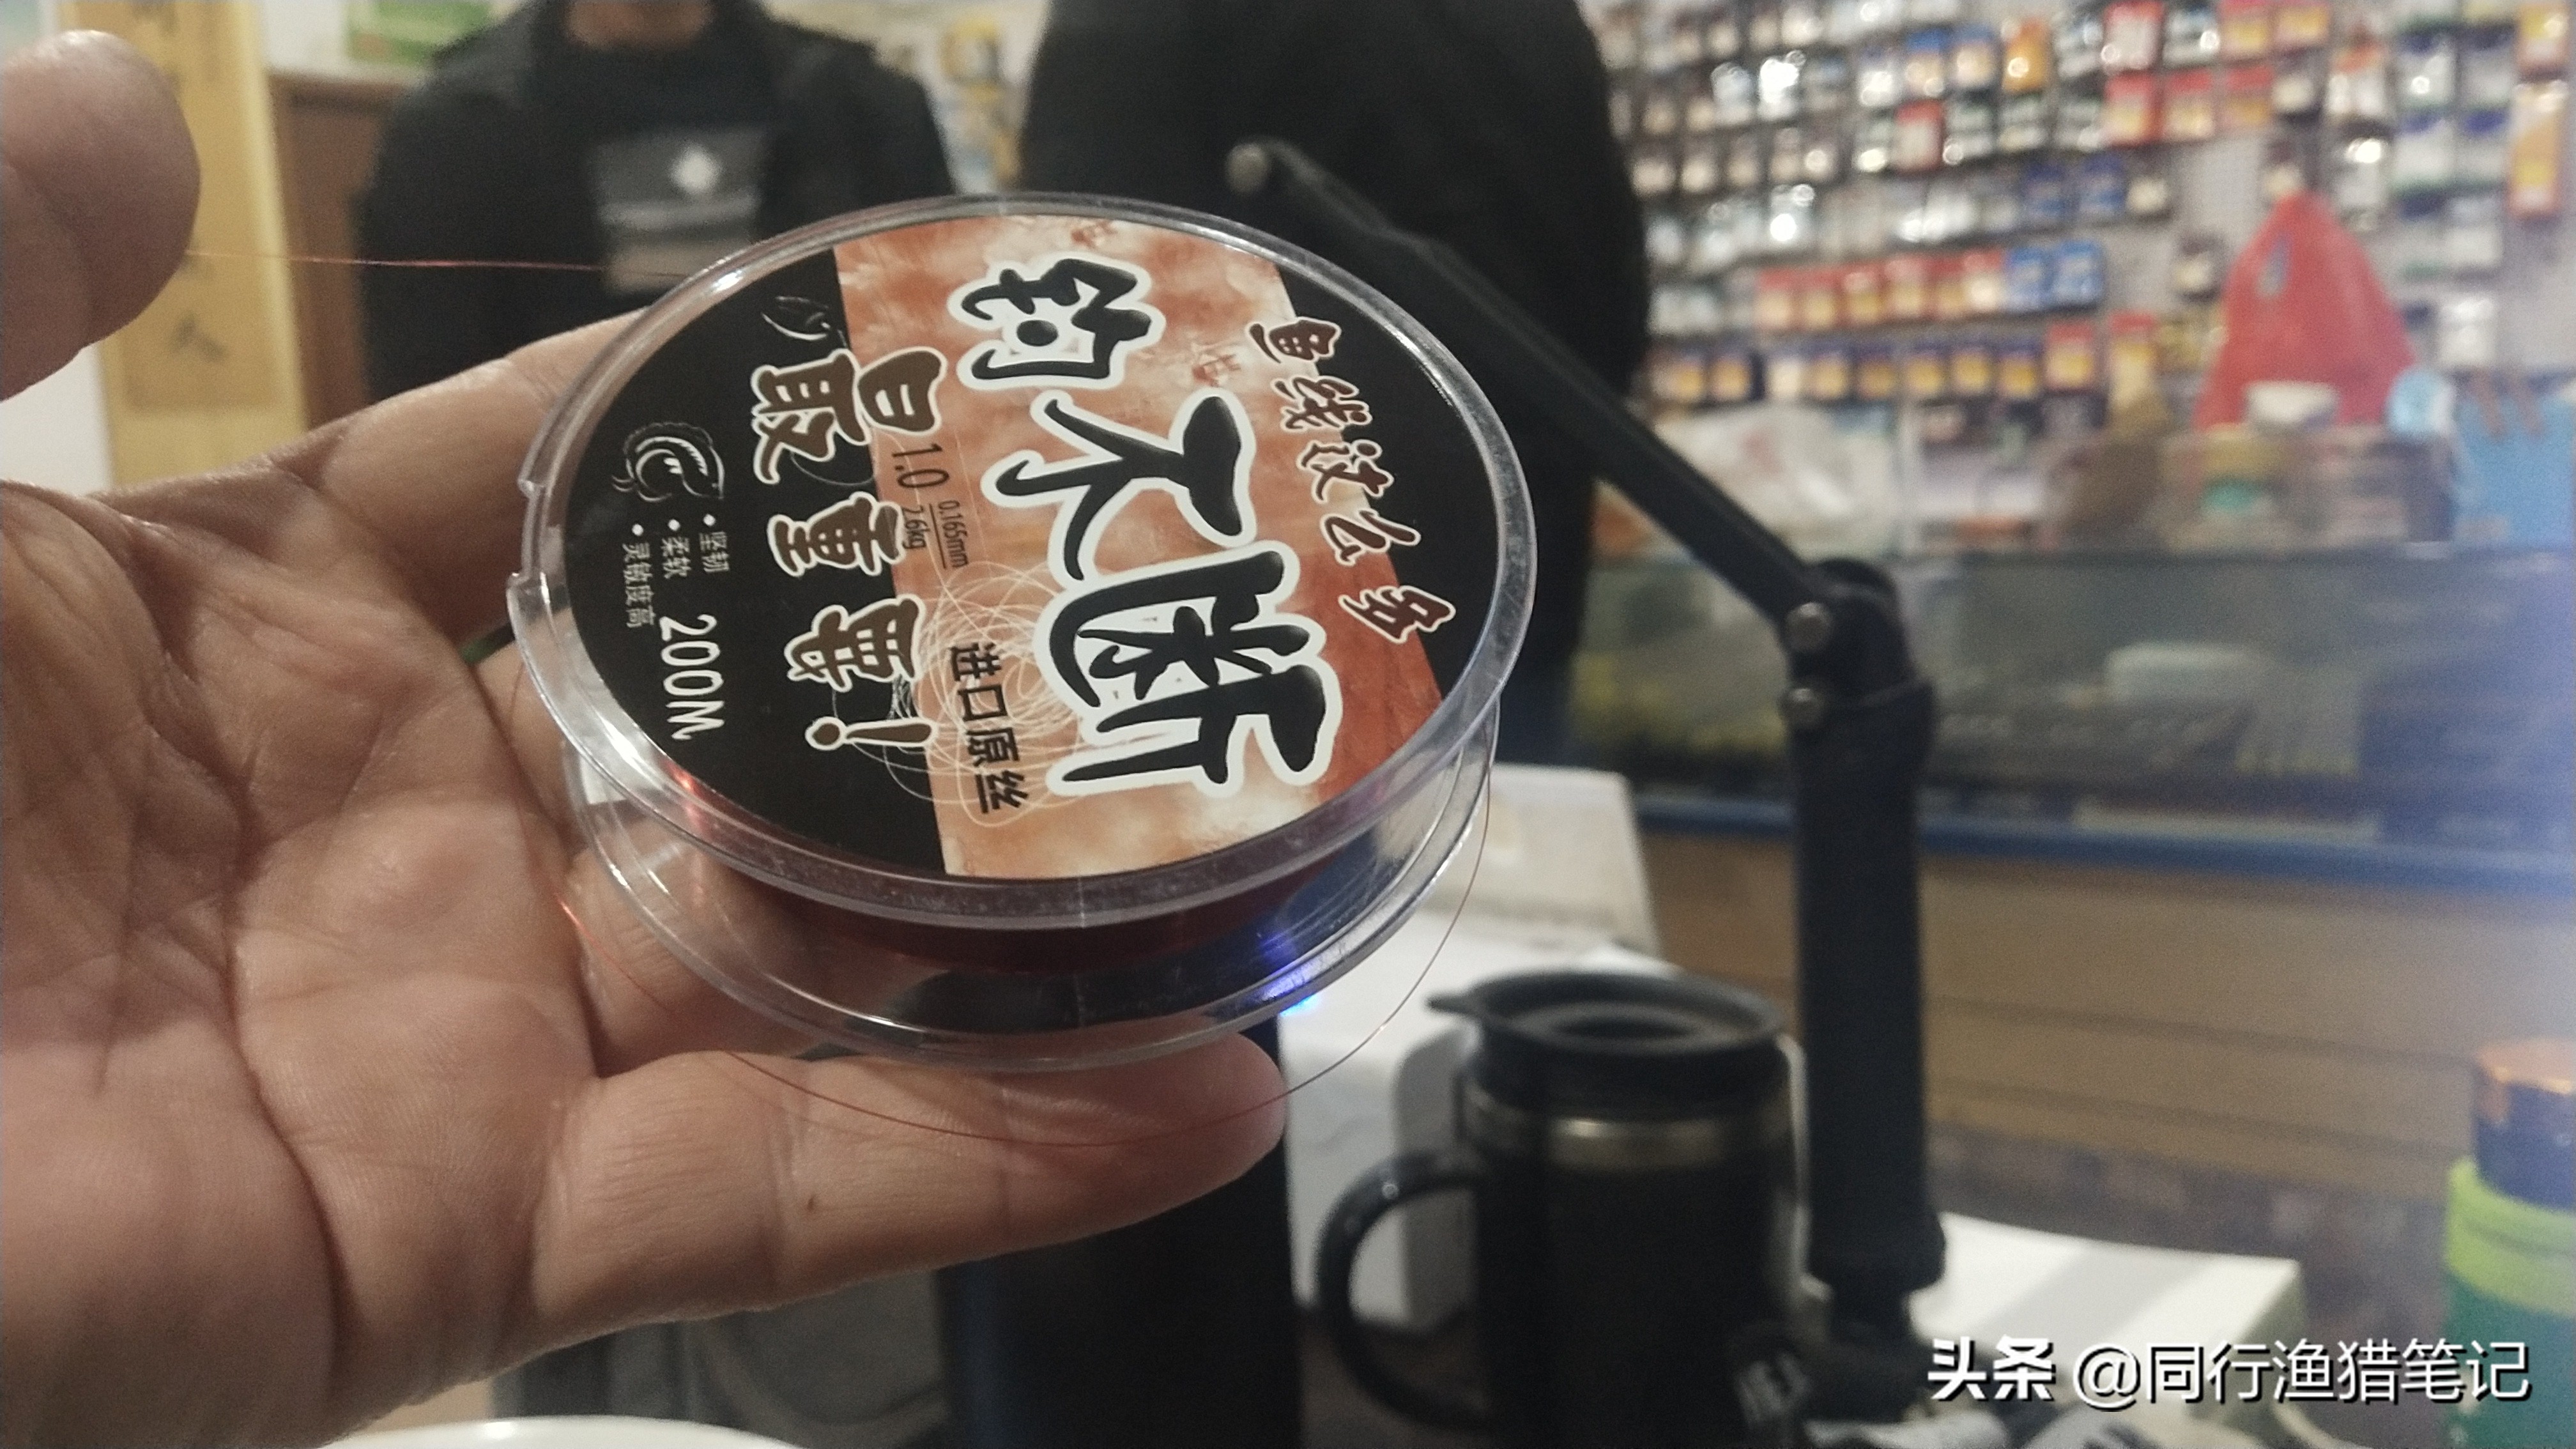 鱼线这么多
钓不断
最重要!
1.0
0.165mm
2.6kg
进口原丝
·坚韧
·柔软
·灵敏度高
200M
头条 @同行渔猎笔记